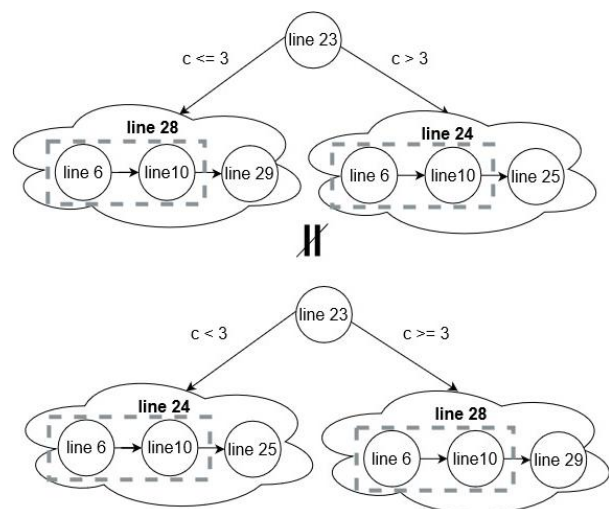 line 23
c <= 3
c > 3
line 28
line 24
line 6
line10
line 29
line 6
line10
line 25
line 23
c < 3
c >= 3
line 24
line 28
line 6
line10
line 25
line 6
line10
line 29